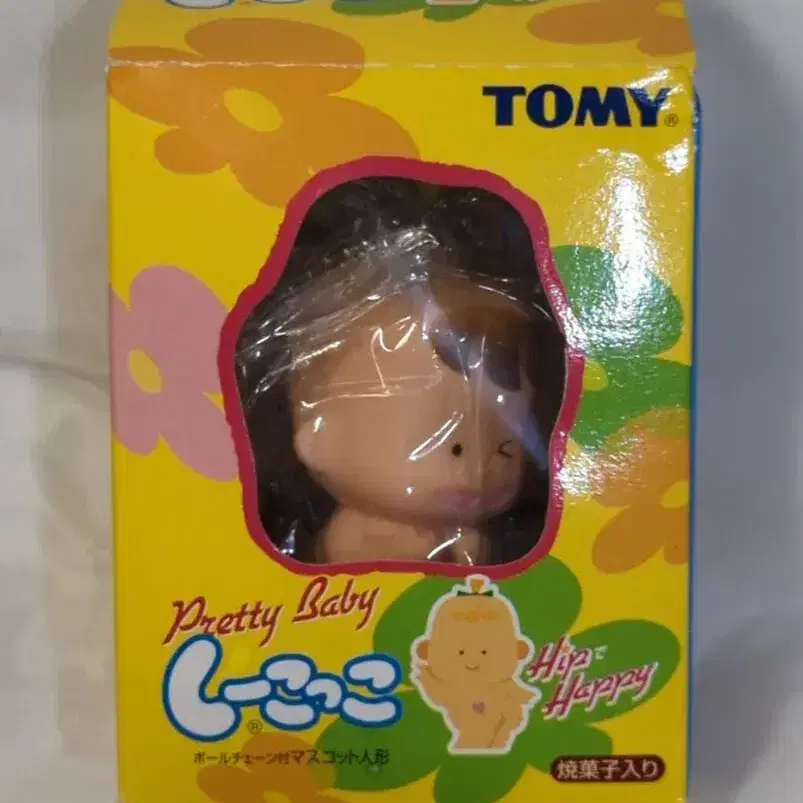 TOMY®
Pretty Baby
しーこっこ®
Hip
Happy
ボールチェーン付マスコット人形
焼菓子入り